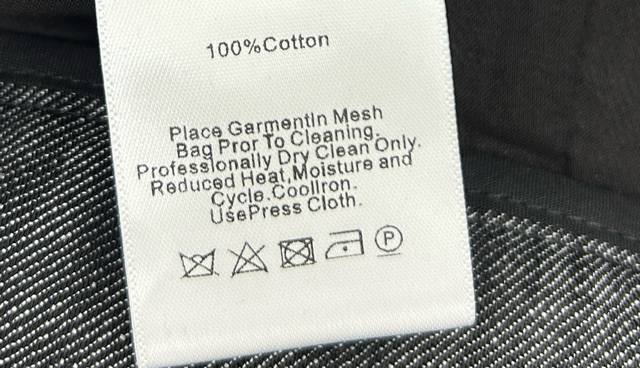 100%Cotton
Place GarmentIn Mesh
Bag Pror To Cleaning.
Professionally Dry Clean Only.
Reduced Heat,Moisture and
Cycle.CoolIron.
UsePress Cloth.
P